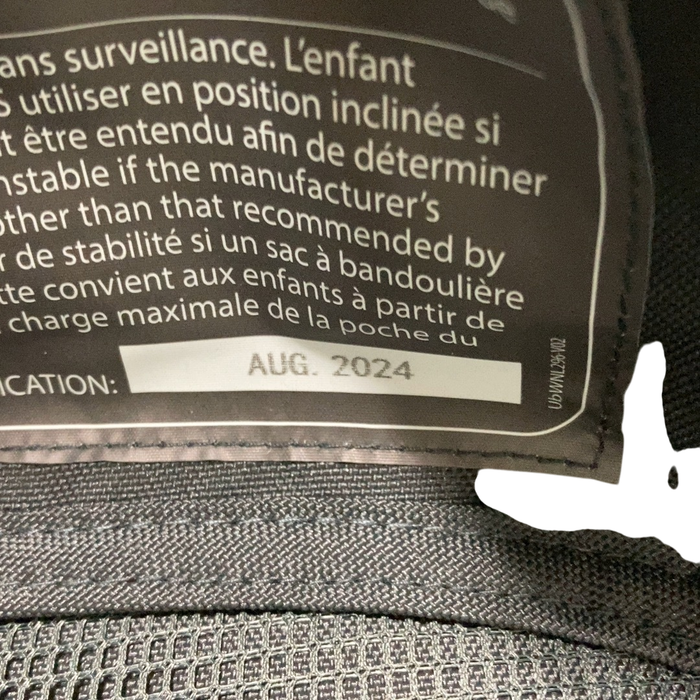 ans surveillance. L'enfant
S utiliser en position inclinée si
t être entendu afin de déterminer
nstable if the manufacturer's
other than that recommended by
r de stabilité si un sac à bandoulière
tte convient aux enfants à partir de
charge maximale de la poche du
ICATION: AUG. 2024
UbWNL296-V02